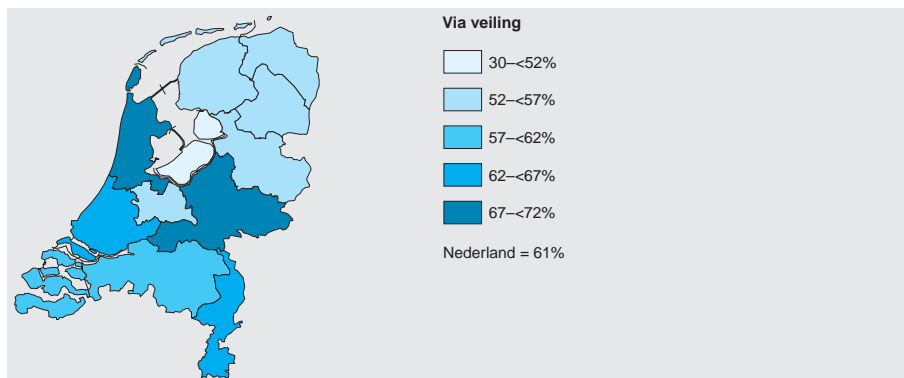 Via veiling
30–<52%
52–<57%
57–<62%
62–<67%
67–<72%
Nederland = 61%